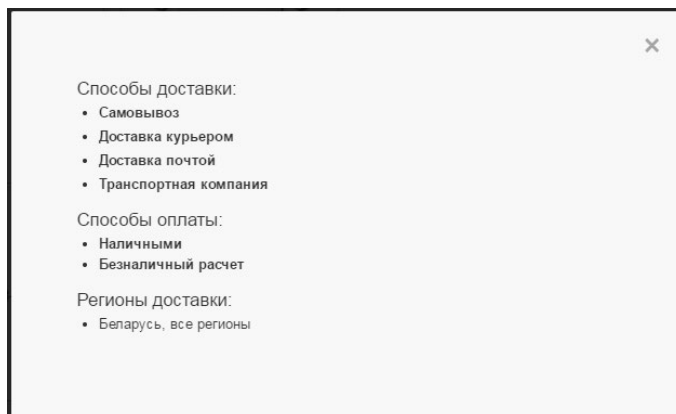 Способы доставки:
• Самовывоз
• Доставка курьером
• Доставка почтой
• Транспортная компания
Способы оплаты:
• Наличными
• Безналичный расчет
Регионы доставки:
• Беларусь, все регионы